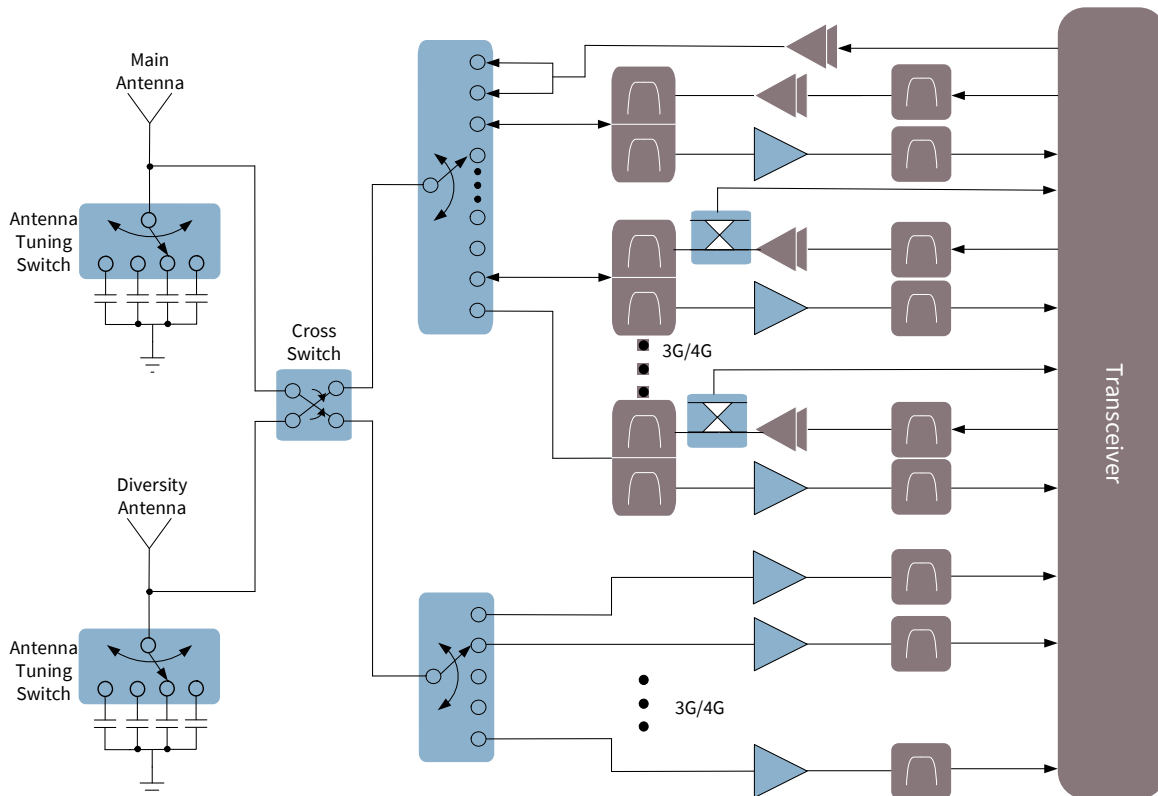 Main
Antenna
Antenna
Tuning
Switch
Cross
Switch
3G/4G
Diversity
Antenna
Antenna
Tuning
Switch
3G/4G
Transceiver